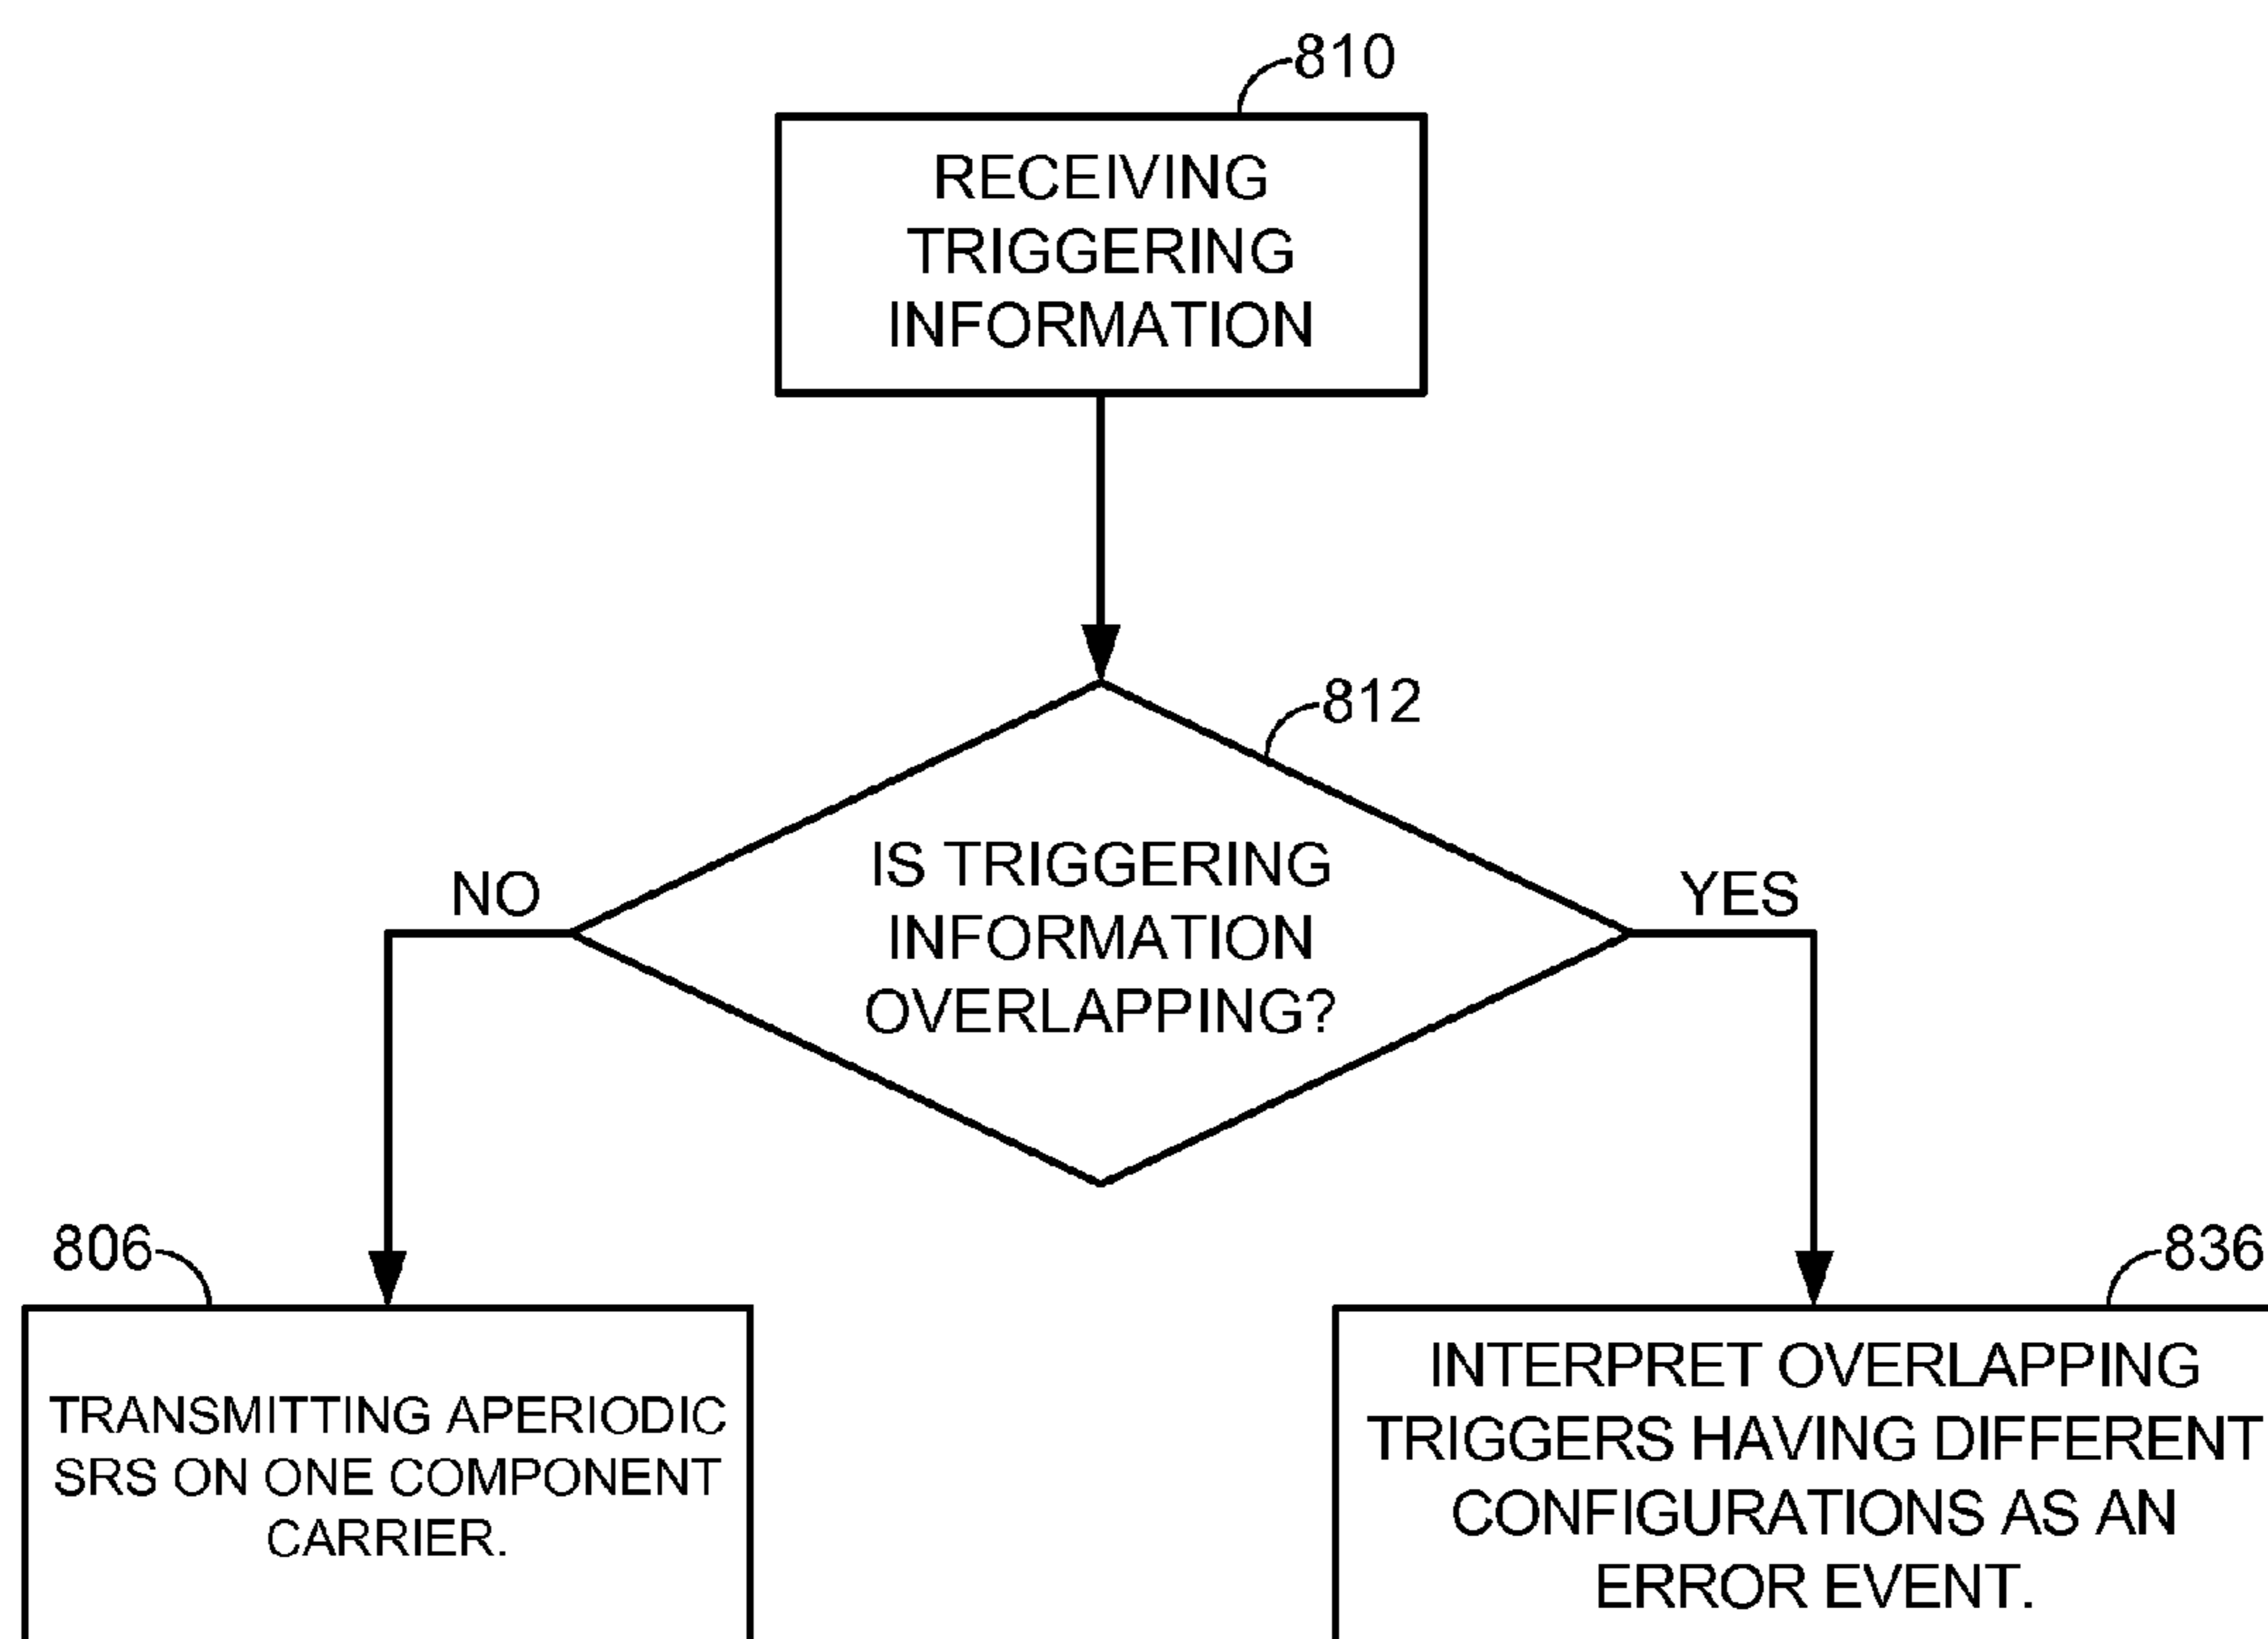 810
RECEIVING
TRIGGERING
INFORMATION
812
IS TRIGGERING
INFORMATION
OVERLAPPING?
NO
YES
806
TRANSMITTING APERIODIC
SRS ON ONE COMPONENT
CARRIER.
836
INTERPRET OVERLAPPING
TRIGGERS HAVING DIFFERENT
CONFIGURATIONS AS AN
ERROR EVENT.